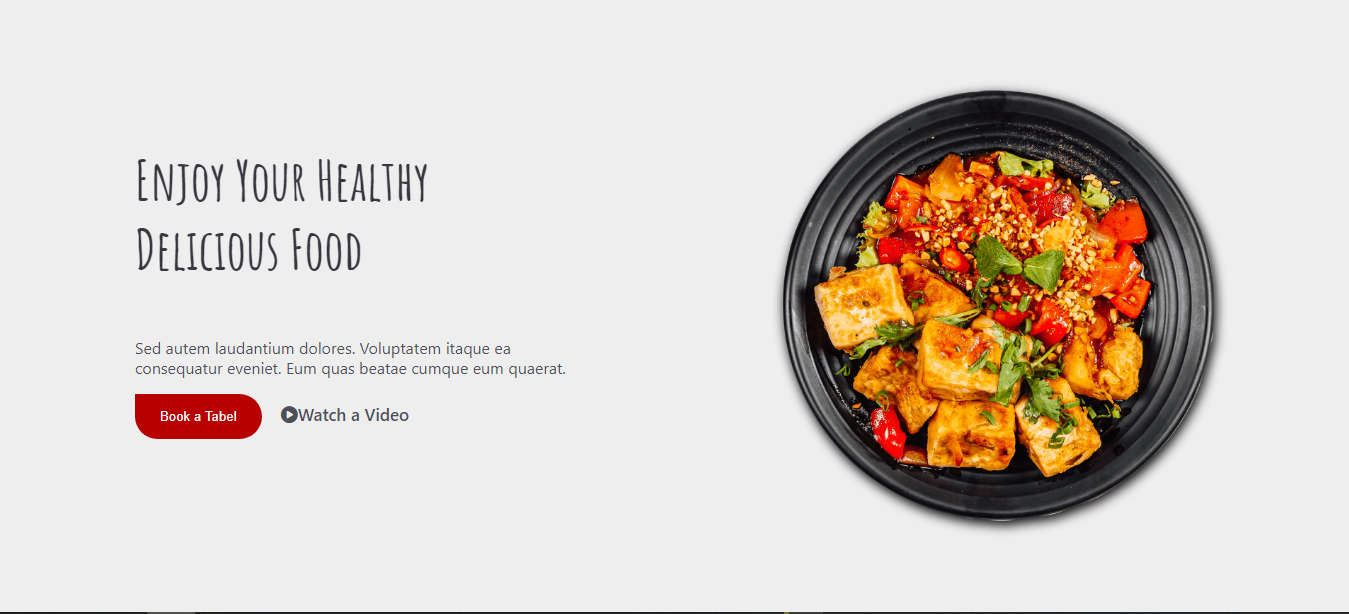 Enjoy Your Healthy
Delicious Food
Sed autem laudantium dolores. Voluptatem itaque ea
consequatur eveniet. Eum quas beatae cumque eum quaerat.
Book a Tabel
Watch a Video